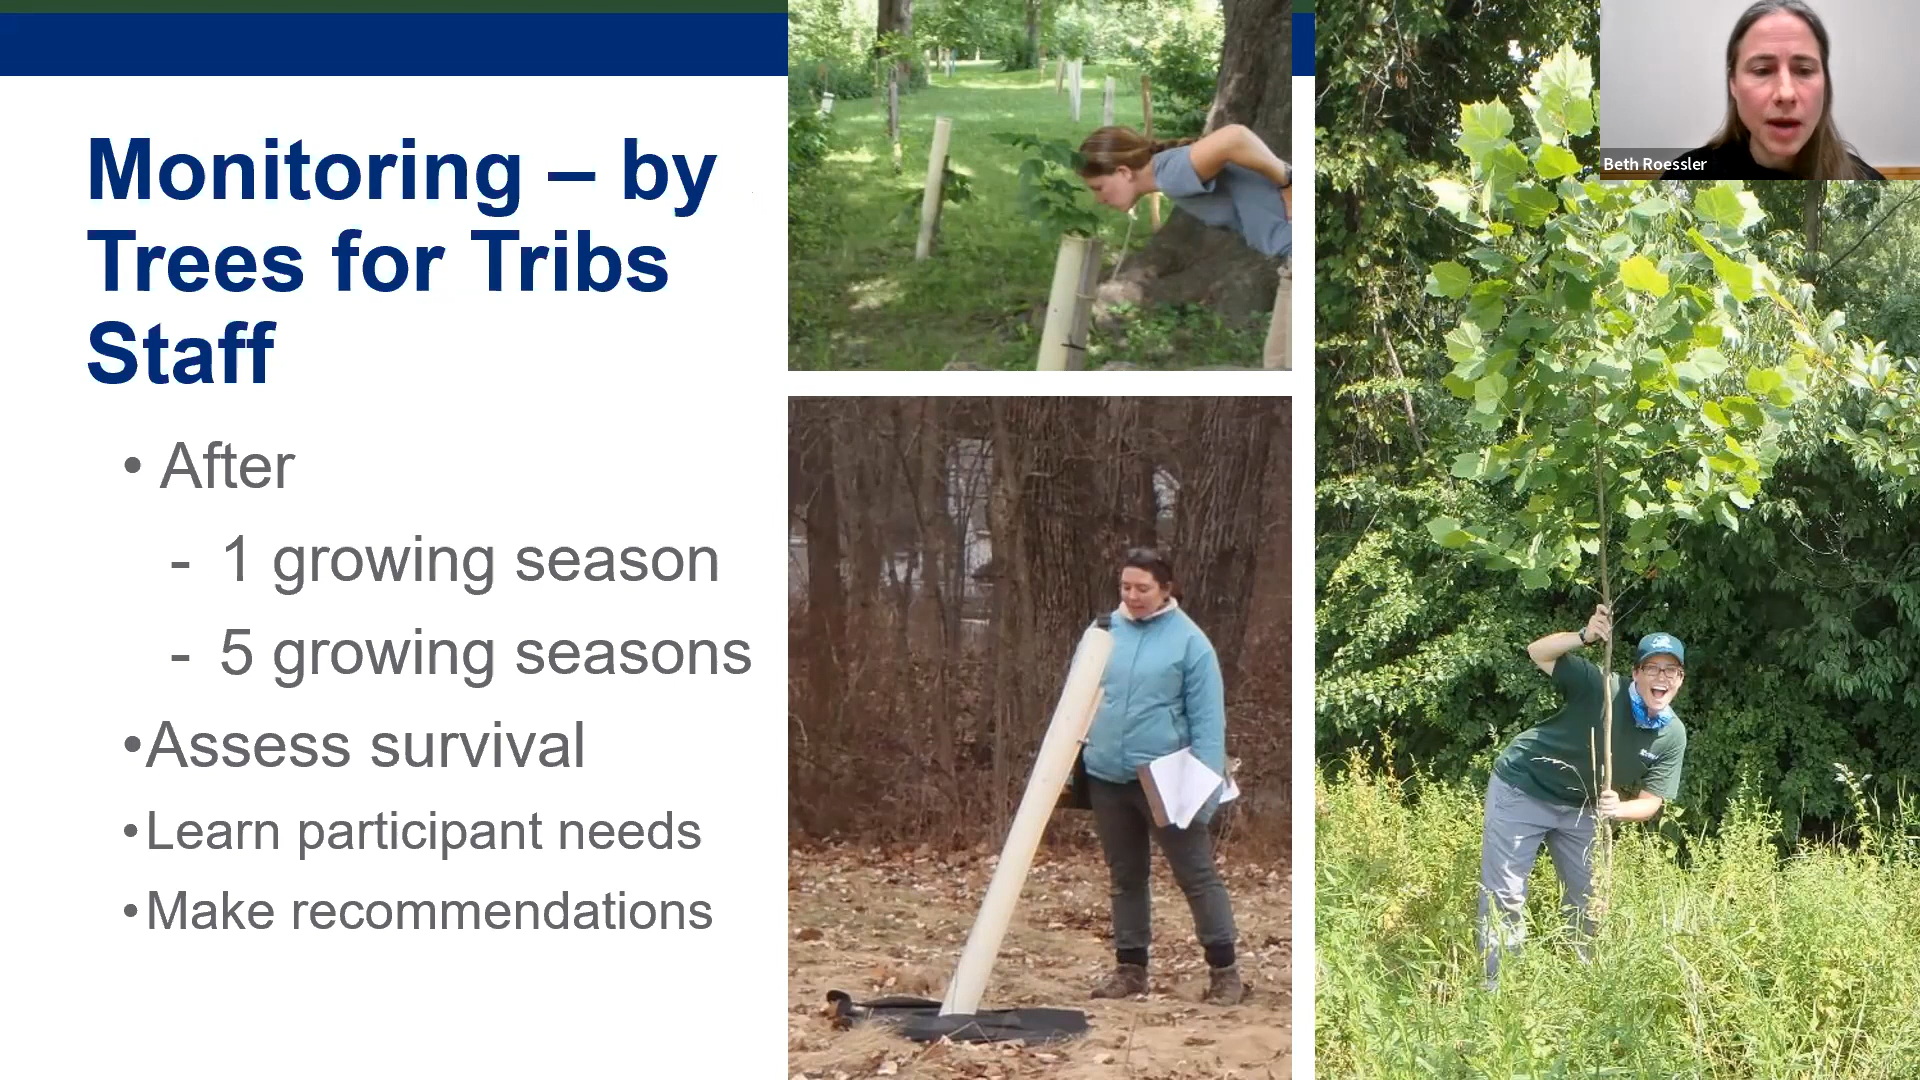 Monitoring – by
Trees for Tribs
Staff
• After
- 1 growing season
- 5 growing seasons
•Assess survival
•Learn participant needs
•Make recommendations
Beth Roessler